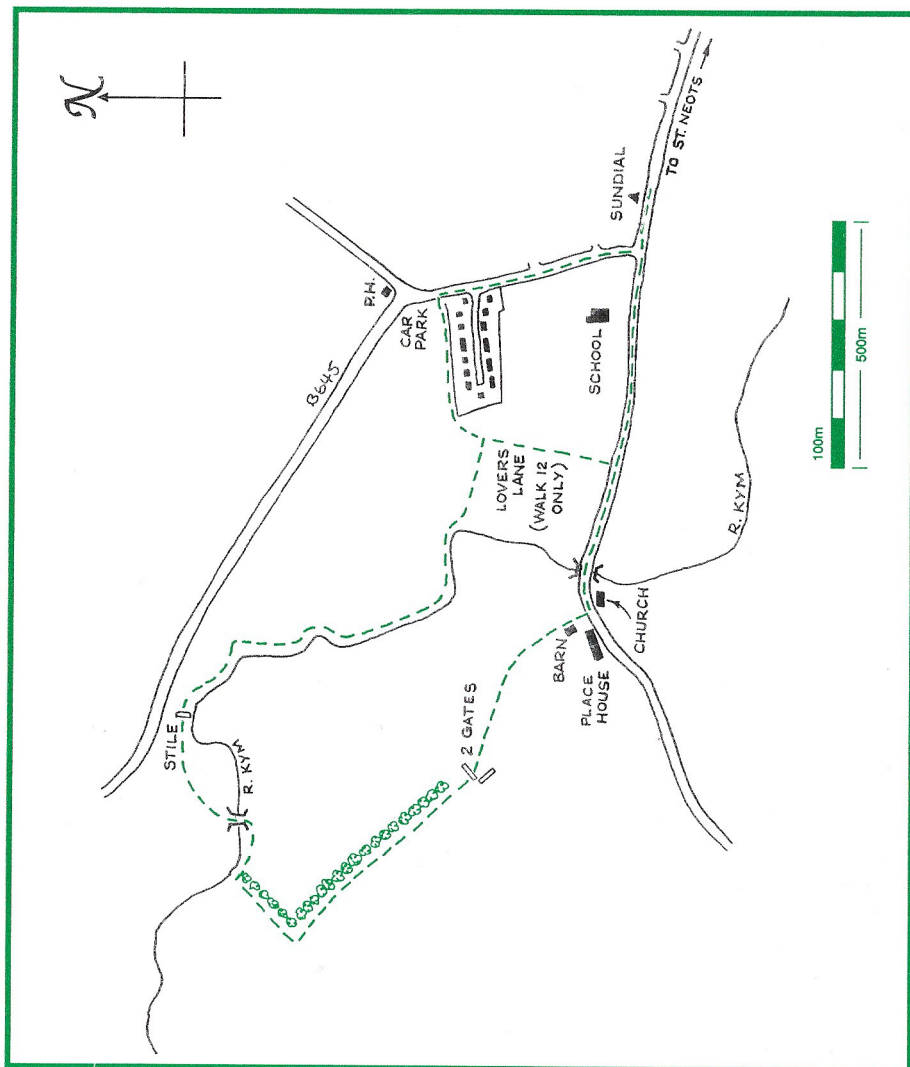 N
B645
P.H.
CAR
PARK
SUNDIAL
TO ST. NEOTS
SCHOOL
LOVERS
LANE
(WALK 12
ONLY)
STILE
R. KYM
2 GATES
BARN
PLACE
HOUSE
CHURCH
R. KYM
100m
500m